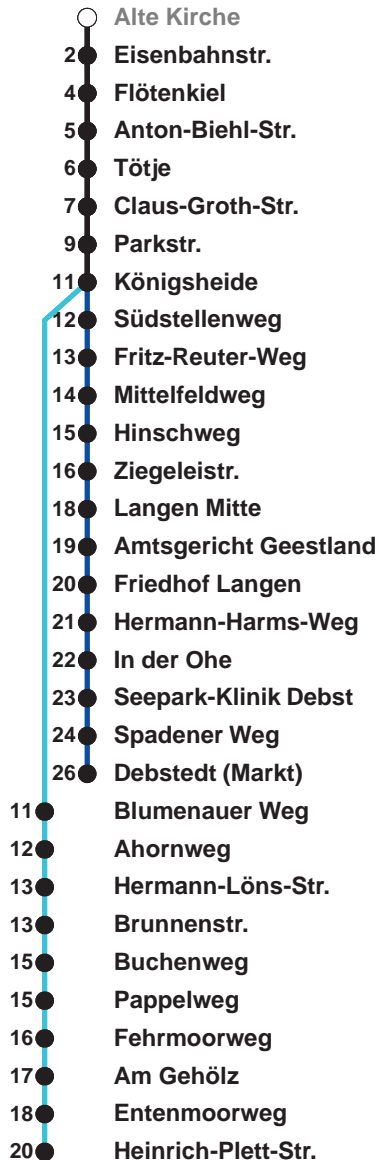 Alte Kirche
2 Eisenbahnstr.
4 Flötenkiel
5 Anton-Biehl-Str.
6 Tötje
7 Claus-Groth-Str.
9 Parkstr.
11 Königsheide
12 Südstellenweg
13 Fritz-Reuter-Weg
14 Mittelfeldweg
15 Hinschweg
16 Ziegeleistr.
18 Langen Mitte
19 Amtsgericht Geestland
20 Friedhof Langen
21 Hermann-Harms-Weg
22 In der Ohe
23 Seepark-Klinik Debst
24 Spadener Weg
26 Debstedt (Markt)
11 Blumenauer Weg
12 Ahornweg
13 Hermann-Löns-Str.
13 Brunnenstr.
15 Buchenweg
15 Pappelweg
16 Fehrmoorweg
17 Am Gehölz
18 Entenmoorweg
20 Heinrich-Plett-Str.